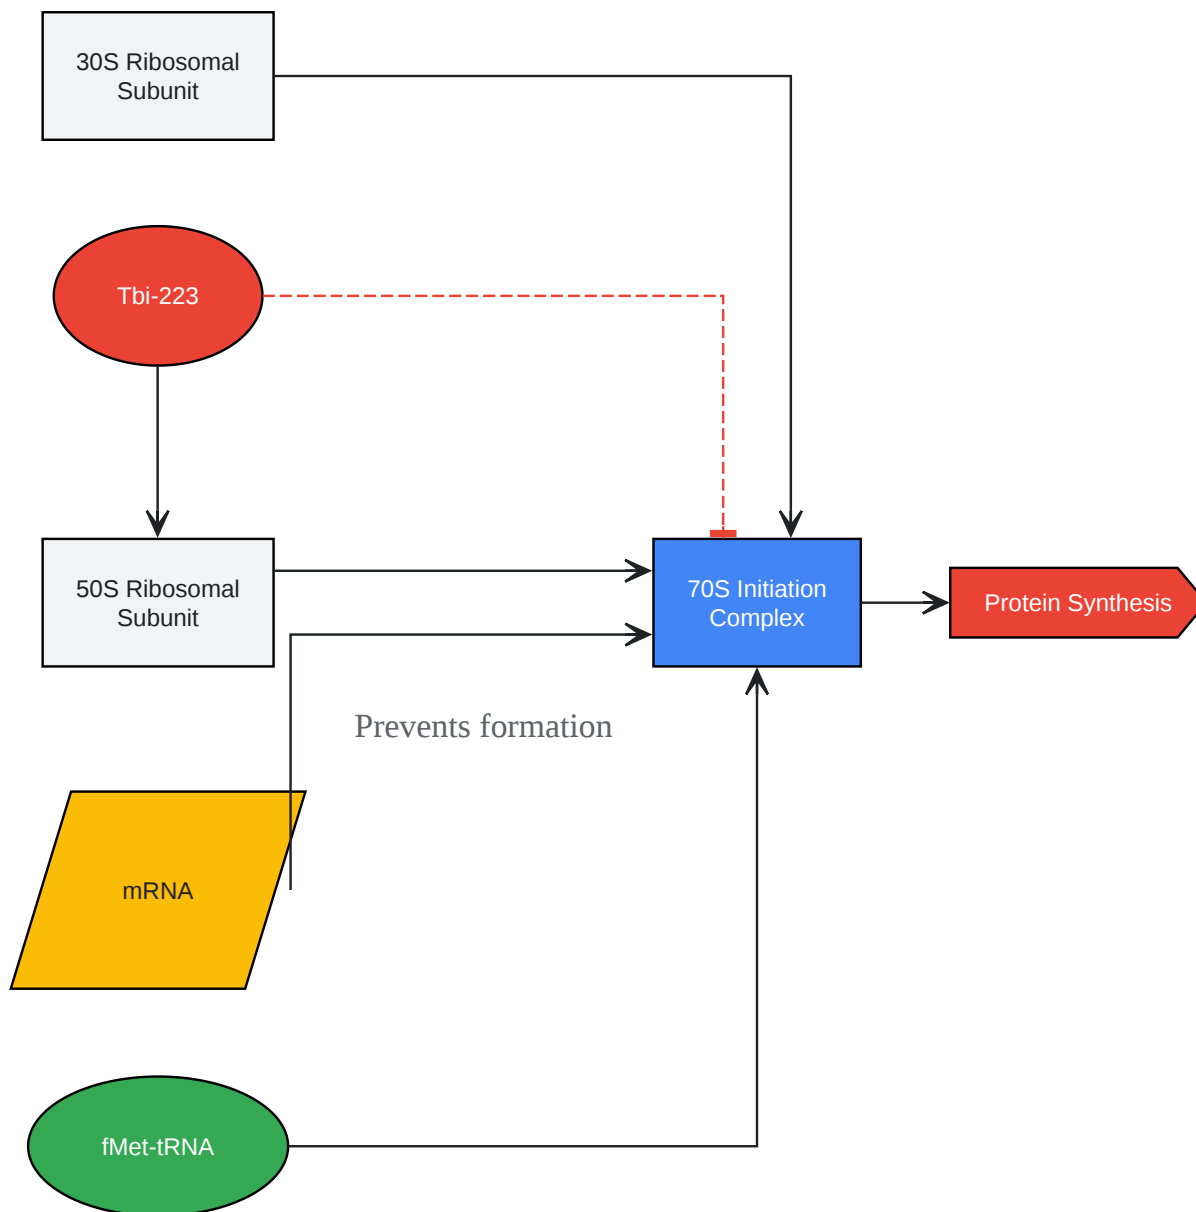 30S Ribosomal
Subunit
Tbi-223
50S Ribosomal
Subunit
70S Initiation
Complex
Protein Synthesis
Prevents formation
mRNA
fMet-tRNA